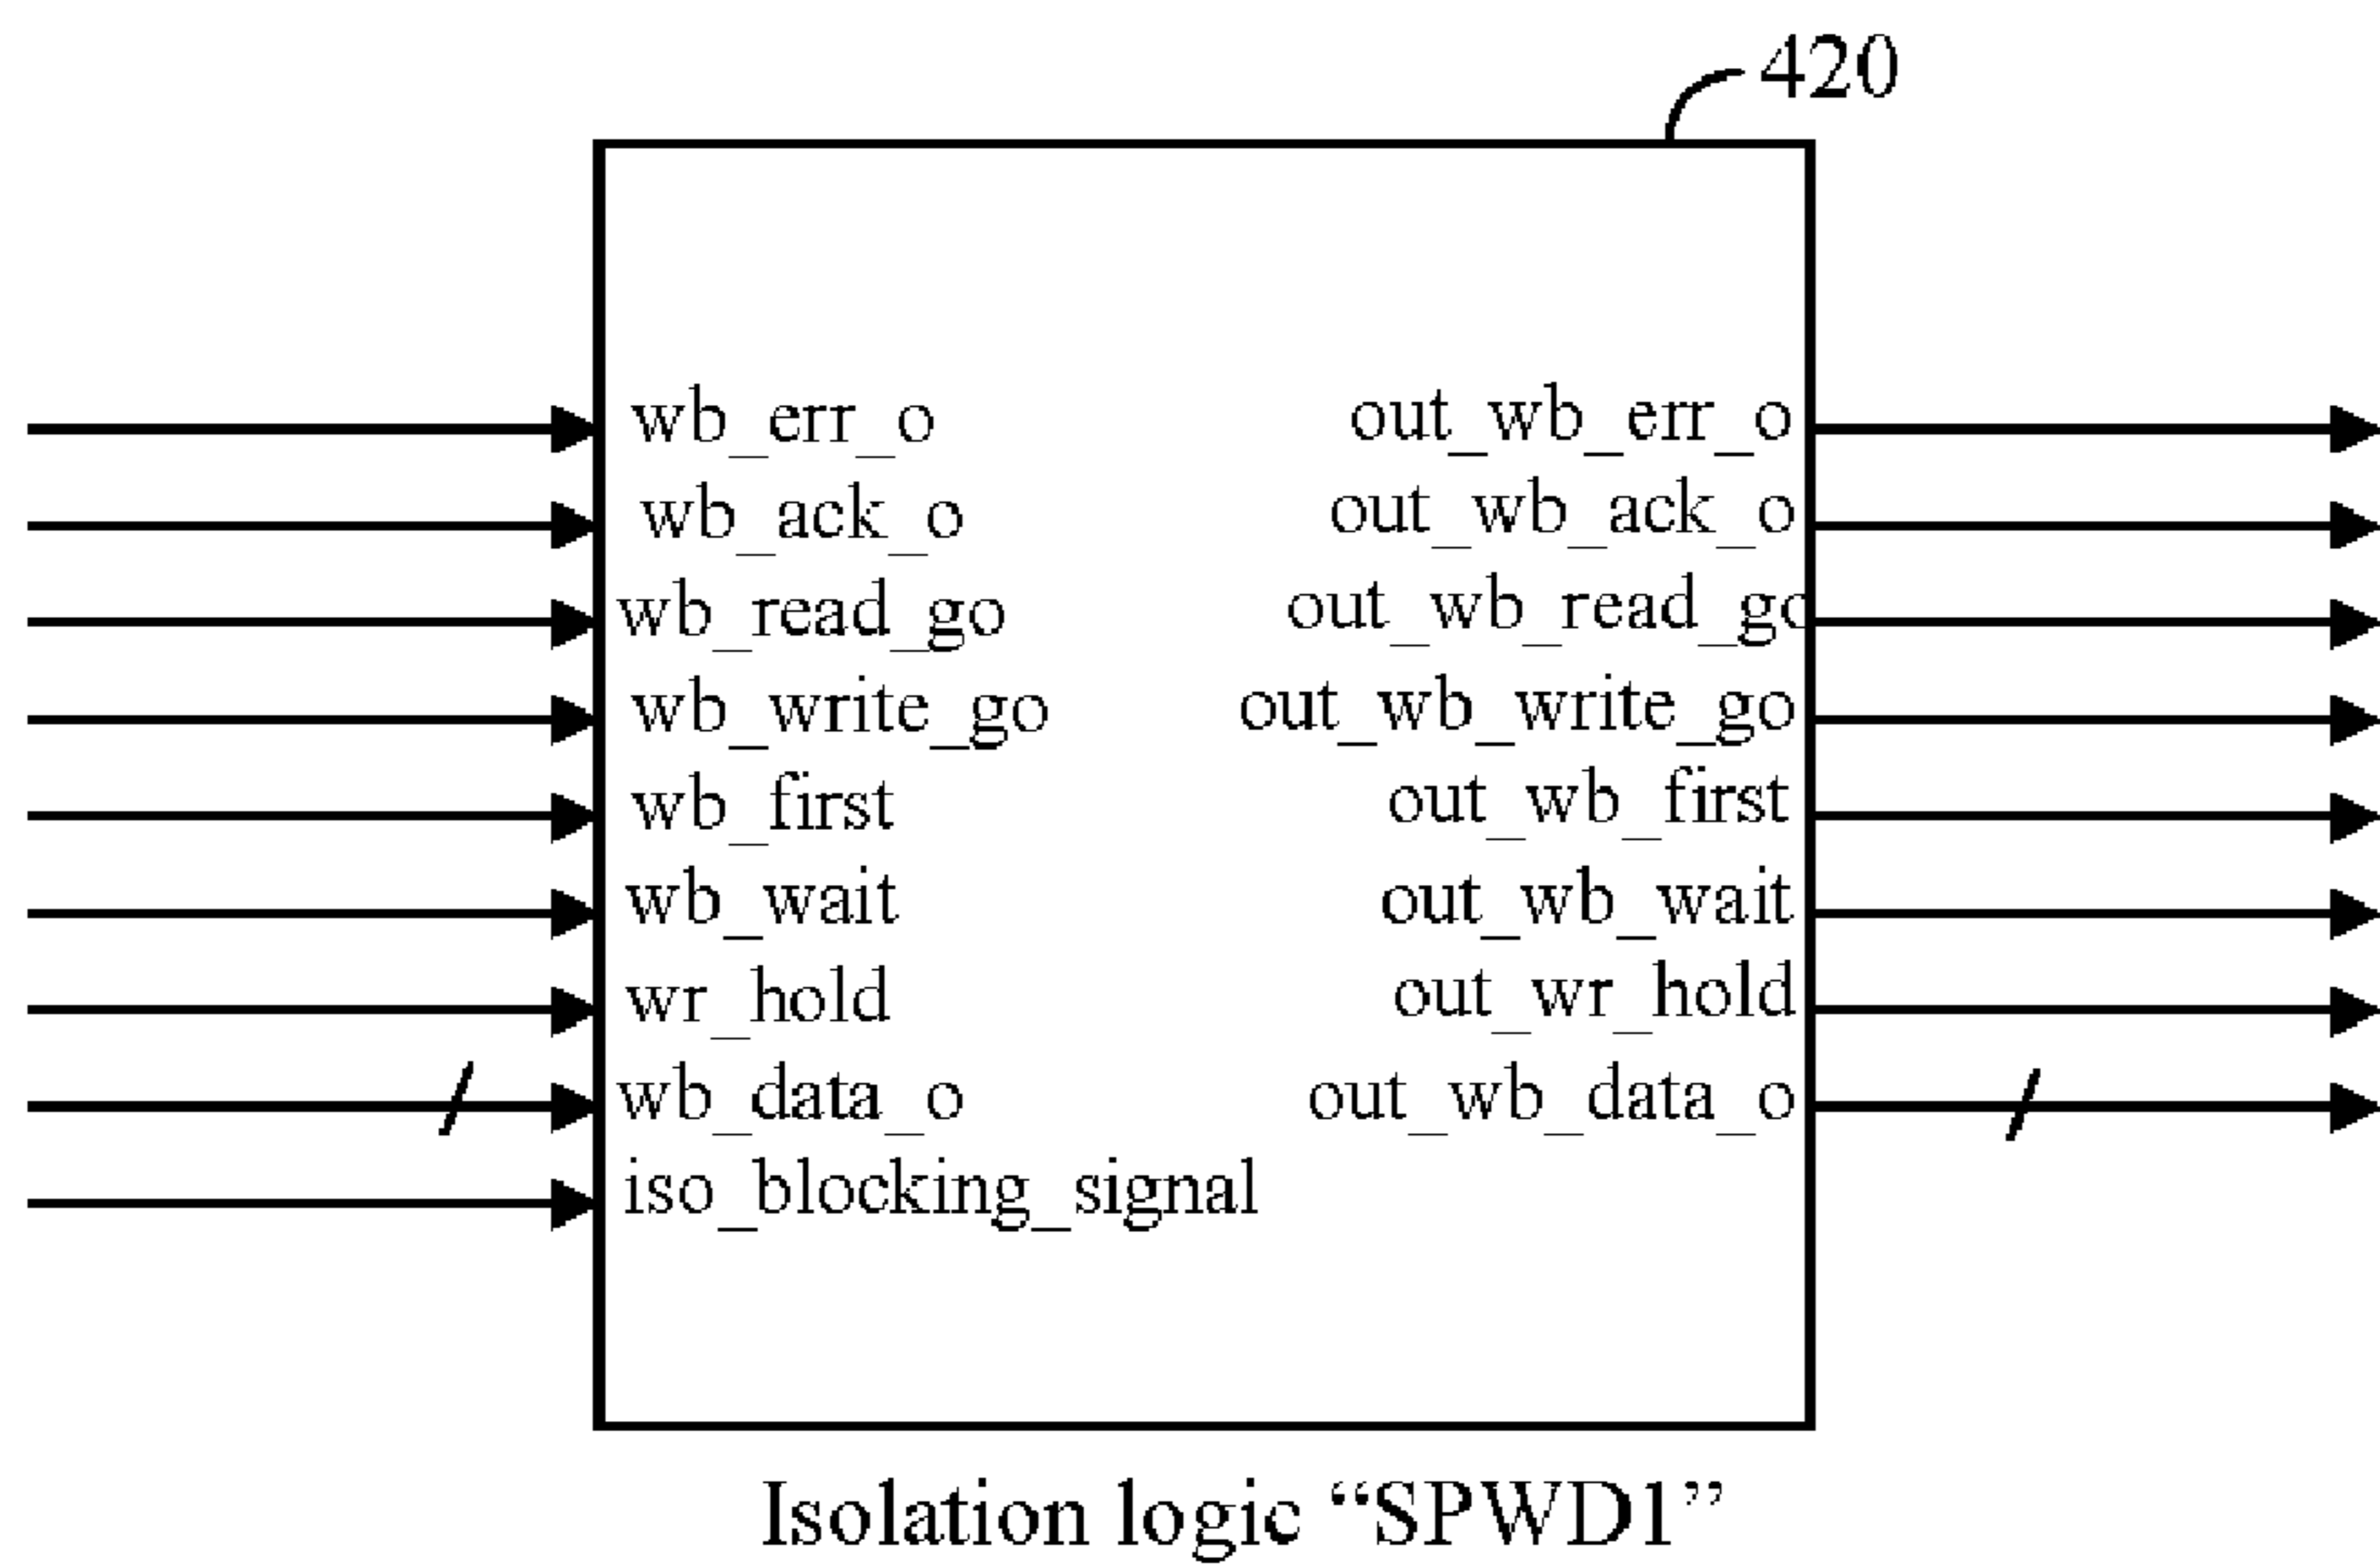 420
wb_err_o out_wb_err_o
wb_ack_o out_wb_ack_o
wb_read_go out_wb_read_go
wb_write_go out_wb_write_go
wb_first out_wb_first
wb_wait out_wb_wait
wr_hold out_wr_hold
wb_data_o out_wb_data_o
iso_blocking_signal
Isolation logic “SPWD1”